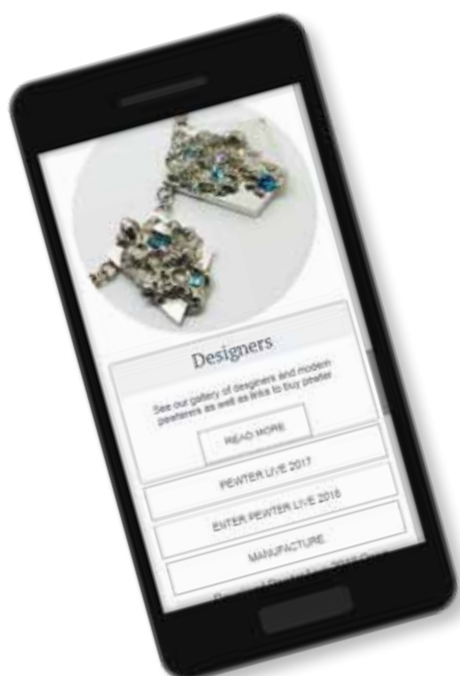 Designers
See our gallery of desginers and modern
pewterers as well as links to buy pewter
READ MORE
PEWTER LIVE 2017
ENTER PEWTER LIVE 2018
MANUFACTURE